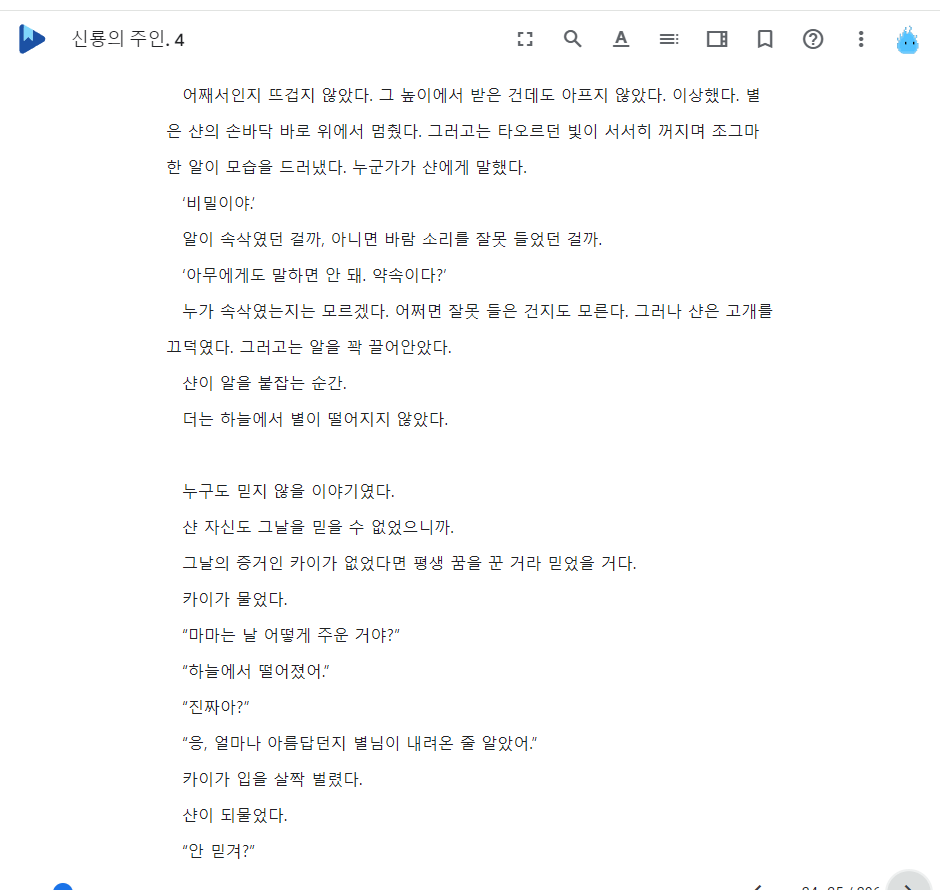 신룡의 주인. 4
어째서인지 뜨겁지 않았다. 그 높이에서 받은 건데도 아프지 않았다. 이상했다. 별
은 샨의 손바닥 바로 위에서 멈췄다. 그러고는 타오르던 빛이 서서히 꺼지며 조그마
한 알이 모습을 드러냈다. 누군가가 샨에게 말했다.
‘비밀이야.’
알이 속삭였던 걸까, 아니면 바람 소리를 잘못 들었던 걸까.
‘아무에게도 말하면 안 돼. 약속이다?’
누가 속삭였는지는 모르겠다. 어쩌면 잘못 들은 건지도 모른다. 그러나 샨은 고개를
끄덕였다. 그러고는 알을 꽉 끌어안았다.
샨이 알을 붙잡는 순간.
더는 하늘에서 별이 떨어지지 않았다.
누구도 믿지 않을 이야기였다.
샨 자신도 그날을 믿을 수 없었으니까.
그날의 증거인 카이가 없었다면 평생 꿈을 꾼 거라 믿었을 거다.
카이가 물었다.
“마마는 날 어떻게 주운 거야?”
“하늘에서 떨어졌어.”
“진짜아?”
“응, 얼마나 아름답던지 별님이 내려온 줄 알았어.”
카이가 입을 살짝 벌렸다.
샨이 되물었다.
“안 믿겨?”